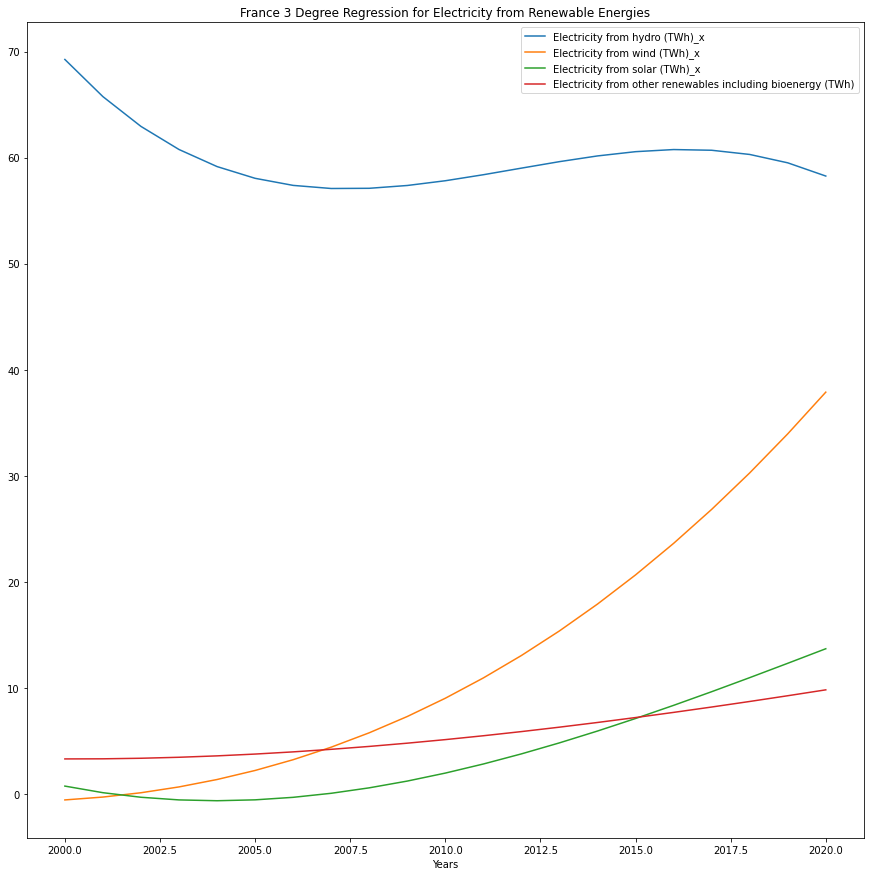 France 3 Degree Regression for Electricity from Renewable Energies
Electricity from hydro (TWh)_x
Electricity from wind (TWh)_x
Electricity from solar (TWh)_x
Electricity from other renewables including bioenergy (TWh)
70
60
50
40
30
20
10
0
2000.0 2002.5 2005.0 2007.5 2010.0 2012.5 2015.0 2017.5 2020.0
Years